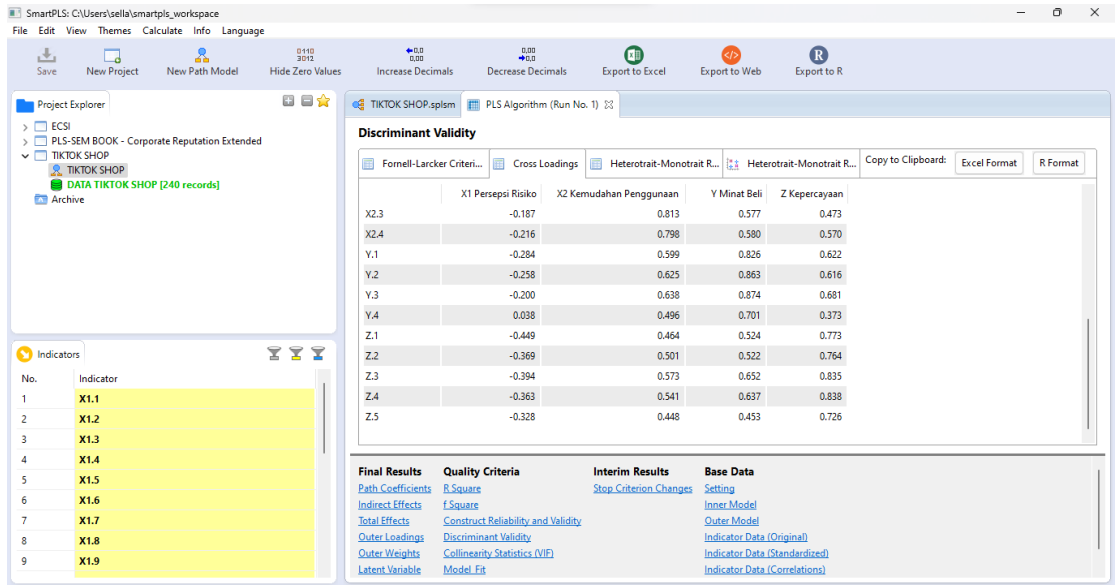 SmartPLS: C:\Users\sella\smartpls_workspace
File Edit View Themes Calculate Info Language
Save New Project New Path Model Hide Zero Values Increase Decimals Decrease Decimals Export to Excel Export to Web Export to R
Project Explorer
ECSI
PLS-SEM BOOK - Corporate Reputation Extended
TIKTOK SHOP
TIKTOK SHOP
DATA TIKTOK SHOP [240 records]
Archive
Indicators
No. Indicator
1 X1.1
2 X1.2
3 X1.3
4 X1.4
5 X1.5
6 X1.6
7 X1.7
8 X1.8
9 X1.9
TIKTOK SHOP.splsm PLS Algorithm (Run No. 1)
Discriminant Validity
Fornell-Larcker Criteri... Cross Loadings Heterotrait-Monotrait R... Heterotrait-Monotrait R... Copy to Clipboard: Excel Format R Format
X1 Persepsi Risiko X2 Kemudahan Penggunaan Y Minat Beli Z Kepercayaan
X2.3 -0.187 0.813 0.577 0.473
X2.4 -0.216 0.798 0.580 0.570
Y.1 -0.284 0.599 0.826 0.622
Y.2 -0.258 0.625 0.863 0.616
Y.3 -0.200 0.638 0.874 0.681
Y.4 0.038 0.496 0.701 0.373
Z.1 -0.449 0.464 0.524 0.773
Z.2 -0.369 0.501 0.522 0.764
Z.3 -0.394 0.573 0.652 0.835
Z.4 -0.363 0.541 0.637 0.838
Z.5 -0.328 0.448 0.453 0.726
Final Results Quality Criteria Interim Results Base Data
Path Coefficients R Square Stop Criterion Changes Setting
Indirect Effects f Square Inner Model
Total Effects Construct Reliability and Validity Outer Model
Outer Loadings Discriminant Validity Indicator Data (Original)
Outer Weights Collinearity Statistics (VIF) Indicator Data (Standardized)
Latent Variable Model Fit Indicator Data (Correlations)